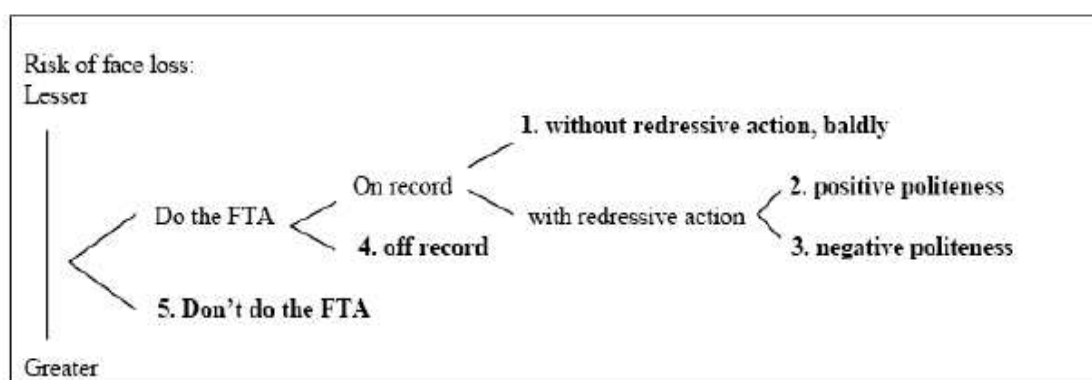 Risk of face loss:
Lesser
1. without redressive action, baldly
On record
2. positive politeness
Do the FTA
with redressive action
4. off record
3. negative politeness
5. Don't do the FTA
Greater